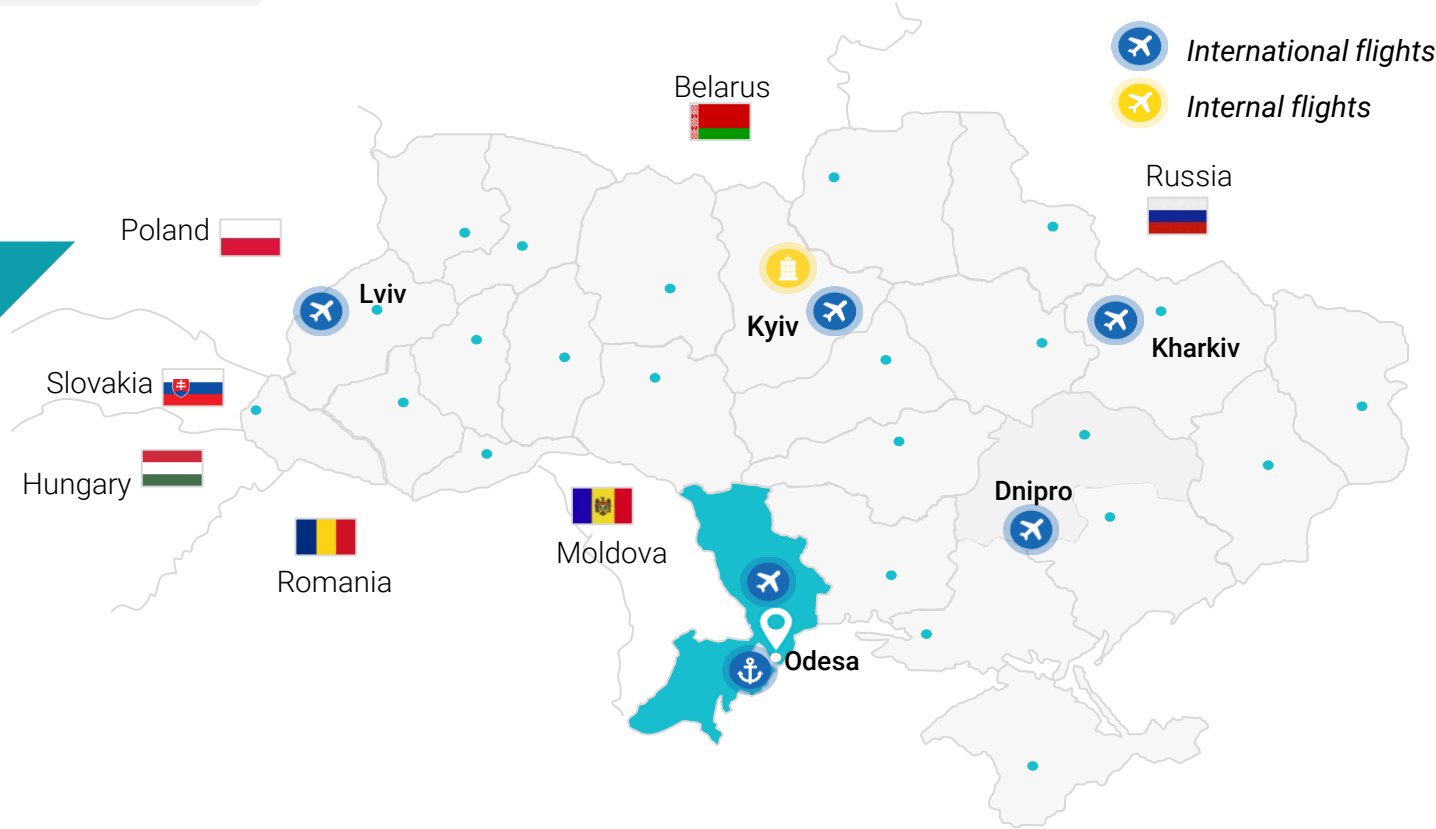 International flights
Belarus
Internal flights
Russia
Poland
Lviv
Kyiv
Kharkiv
Slovakia
Hungary
Dnipro
Moldova
Romania
Odesa